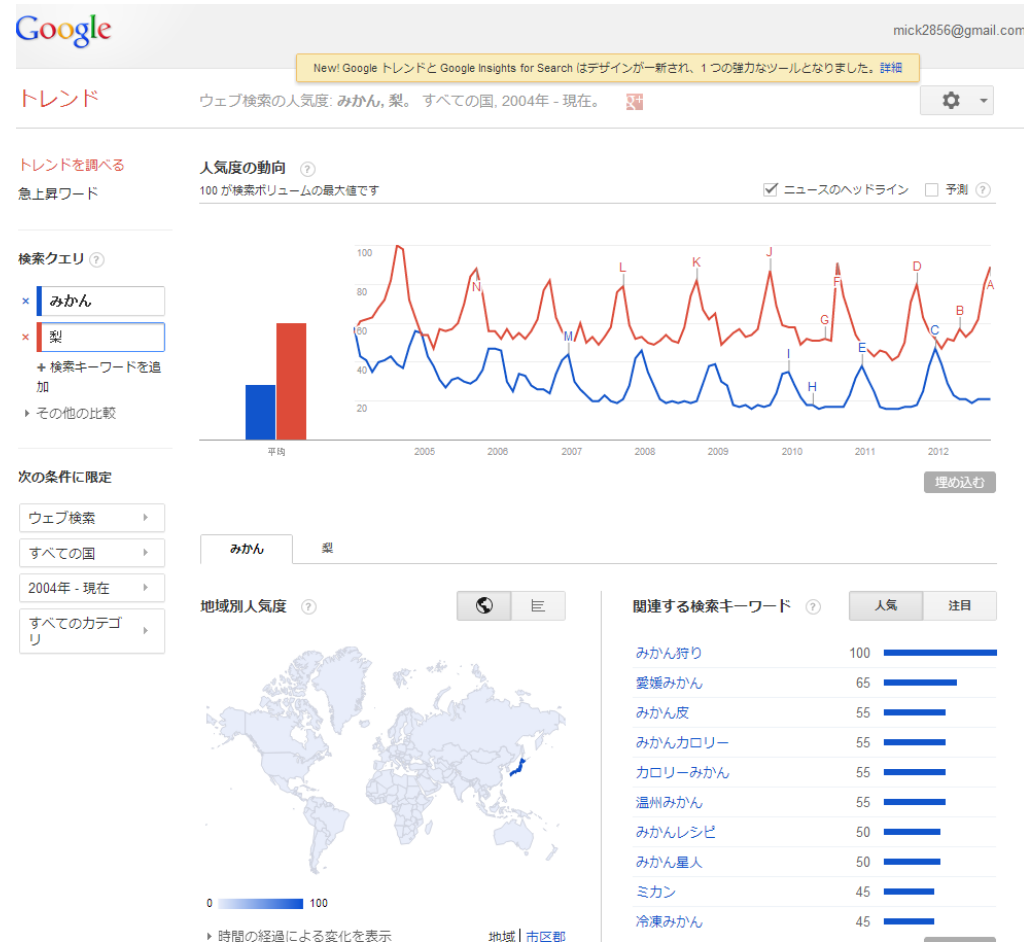 Google
mick2856@gmail.com
New! Google トレンドと Google Insights for Search はデザインが一新され、1 つの強力なツールとなりました。詳細
トレンド
ウェブ検索の人気度: みかん, 梨。 すべての国, 2004年 - 現在。
トレンドを調べる
急上昇ワード
検索クエリ ?
× みかん
× 梨
+ 検索キーワードを追
加
その他の比較
次の条件に限定
ウェブ検索
すべての国
2004年 - 現在
すべてのカテゴ
リ
人気度の動向 ?
100 が検索ボリュームの最大値です
ニュースのヘッドライン 予測 ?
100
80
60
40
20
N
M
L
K
J
I
H
G
F
E
D
C
B
A
平均
2005 2006 2007 2008 2009 2010 2011 2012
埋め込む
みかん 梨
地域別人気度 ?
0 100
時間の経過による変化を表示
地域 | 市区郡
関連する検索キーワード ?
人気 注目
みかん狩り 100
愛媛みかん 65
みかん皮 55
みかんカロリー 55
カロリーみかん 55
温州みかん 55
みかんレシピ 50
みかん星人 50
ミカン 45
冷凍みかん 45